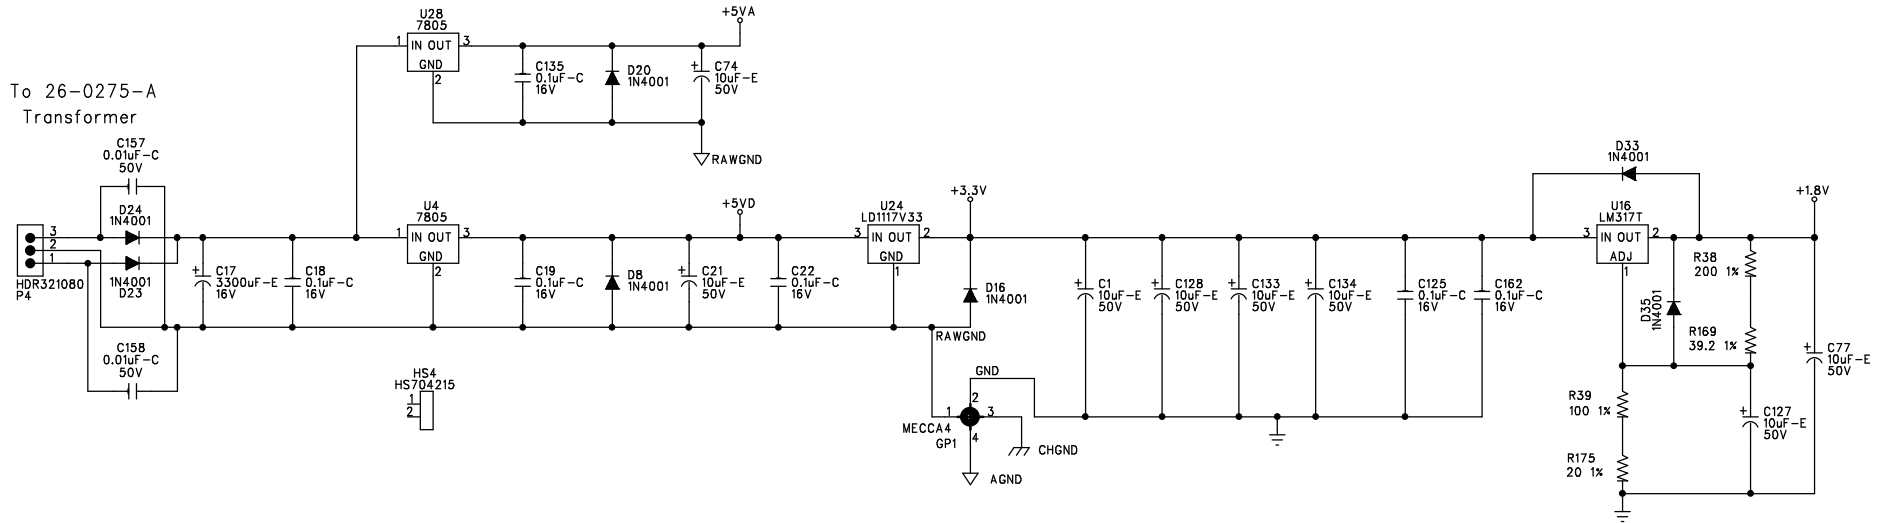 To 26-0275-A
Transformer
C157
0.01uF-C
50V
D24
1N4001
3
2
1
HDR321080
P4
1N4001
D23
C158
0.01uF-C
50V
+
C17
3300uF-E
16V
C18
0.1uF-C
16V
U28
7805
1
IN OUT
3
GND
2
C135
0.1uF-C
16V
D20
1N4001
+
C74
10uF-E
50V
+5VA
RAWGND
U4
7805
1
IN OUT
3
GND
2
C19
0.1uF-C
16V
D8
1N4001
+
C21
10uF-E
50V
+5VD
C22
0.1uF-C
16V
HS4
HS704215
1
2
U24
LD1117V33
3
IN OUT
2
GND
1
+3.3V
D16
1N4001
RAWGND
GND
2
1
3
4
MECCA4
GP1
CHGND
AGND
+
C1
10uF-E
50V
+
C128
10uF-E
50V
+
C133
10uF-E
50V
+
C134
10uF-E
50V
C125
0.1uF-C
16V
C162
0.1uF-C
16V
D33
1N4001
U16
LM317T
3
IN OUT
2
ADJ
1
D35
1N4001
R38
200 1%
R169
39.2 1%
R39
100 1%
R175
20 1%
+
C127
10uF-E
50V
+1.8V
+
C77
10uF-E
50V